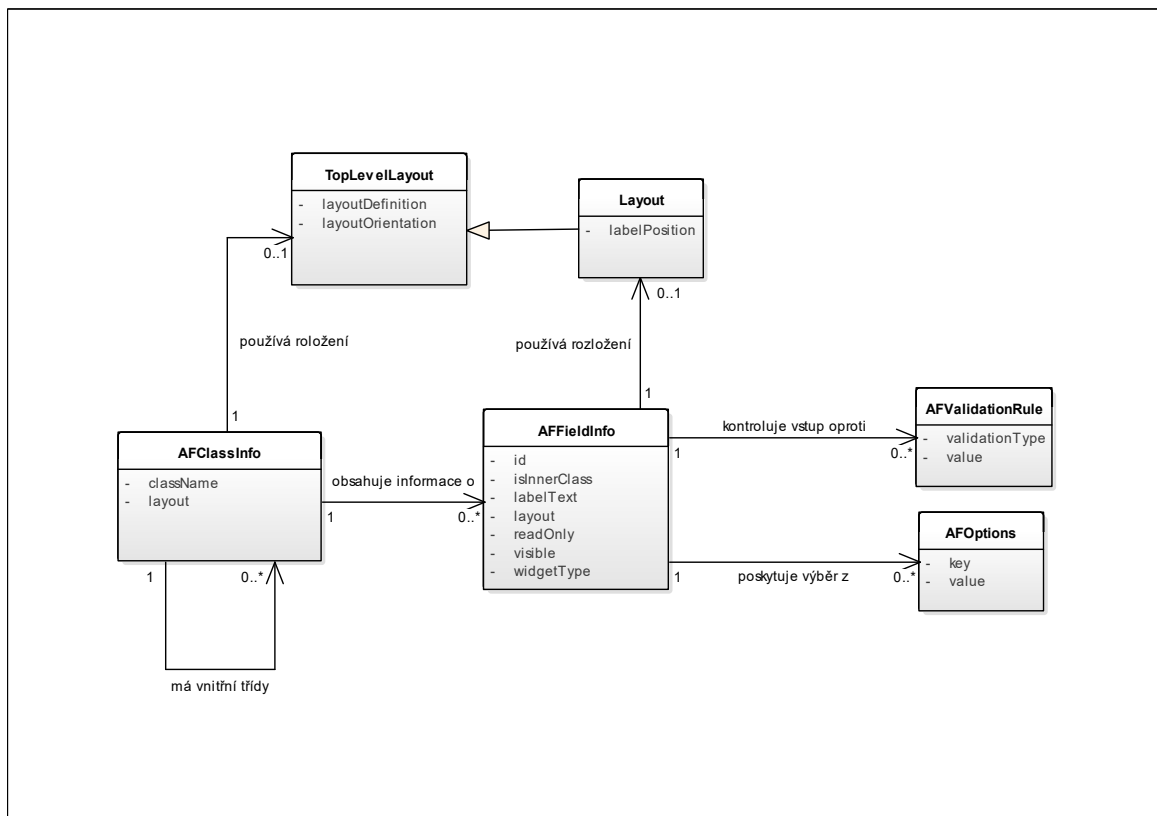 TopLevelLayout
- layoutDefinition
- layoutOrientation
Layout
- labelPosition
0..1
0..1
používá roložení
používá rozložení
1
1
AFClassInfo
- className
- layout
obsahuje informace o
1
0..*
AFFieldInfo
- id
- isInnerClass
- labelText
- layout
- readOnly
- visible
- widgetType
kontroluje vstup oproti
1
0..*
AFValidationRule
- validationType
- value
1
poskytuje výběr z
0..*
AFOptions
- key
- value
1
0..*
má vnitřní třídy